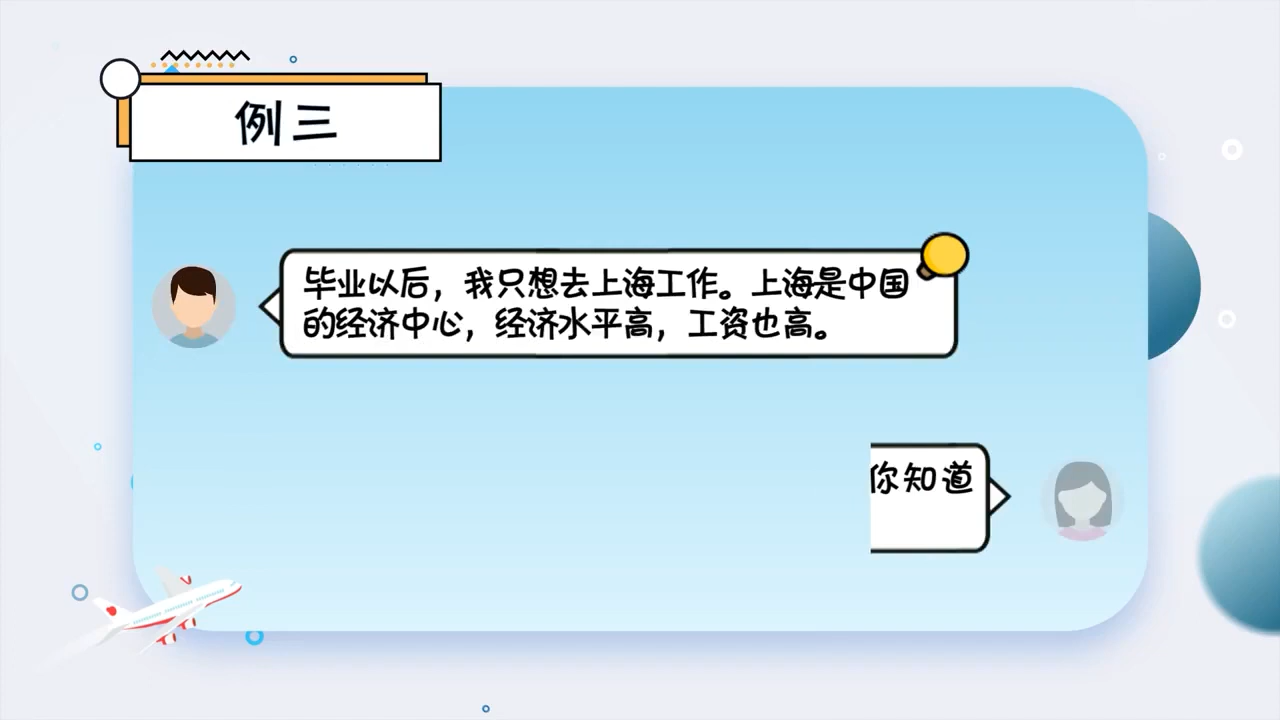 例三
毕业以后，我只想去上海工作。上海是中国
的经济中心，经济水平高，工资也高。
你知道